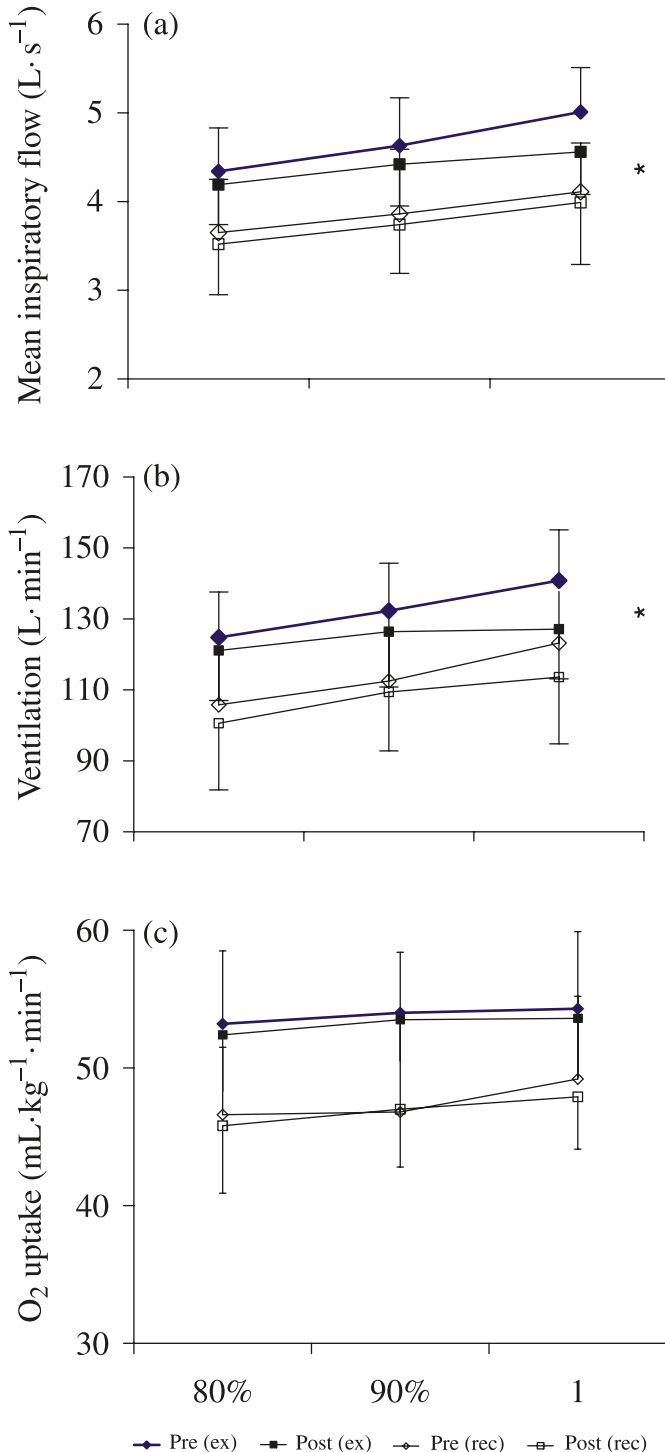 (a)
Mean inspiratory flow (L·s⁻¹)
6
5
4
3
2
*
(b)
Ventilation (L·min⁻¹)
170
150
130
110
90
70
*
(c)
O₂ uptake (mL·kg⁻¹·min⁻¹)
60
50
40
30
80% 90% 1
Pre (ex) Post (ex) Pre (rec) Post (rec)